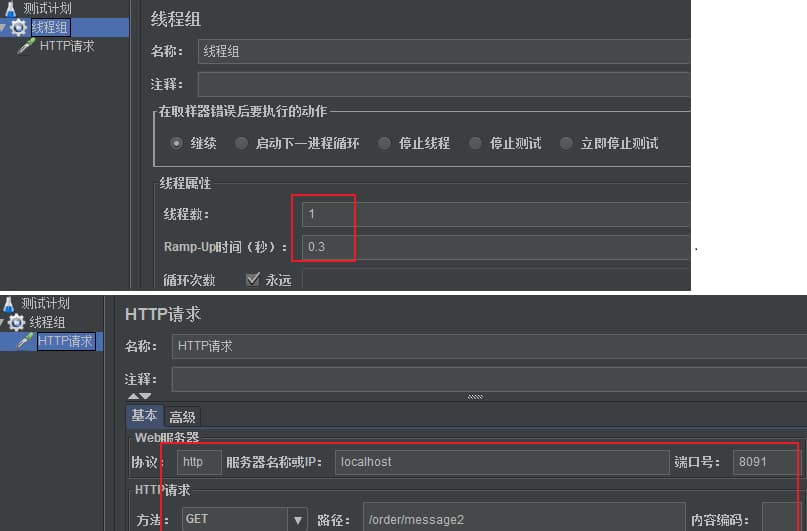 测试计划
线程组
HTTP请求
线程组
名称： 线程组
注释：
在取样器错误后要执行的动作
继续 启动下一进程循环 停止线程 停止测试 立即停止测试
线程属性
线程数： 1
Ramp-Up时间（秒）： 0.3
循环次数 永远
测试计划
线程组
HTTP请求
HTTP请求
名称： HTTP请求
注释：
基本 高级
Web服务器
协议： http 服务器名称或IP： localhost 端口号： 8091
HTTP请求
方法： GET 路径： /order/message2 内容编码：